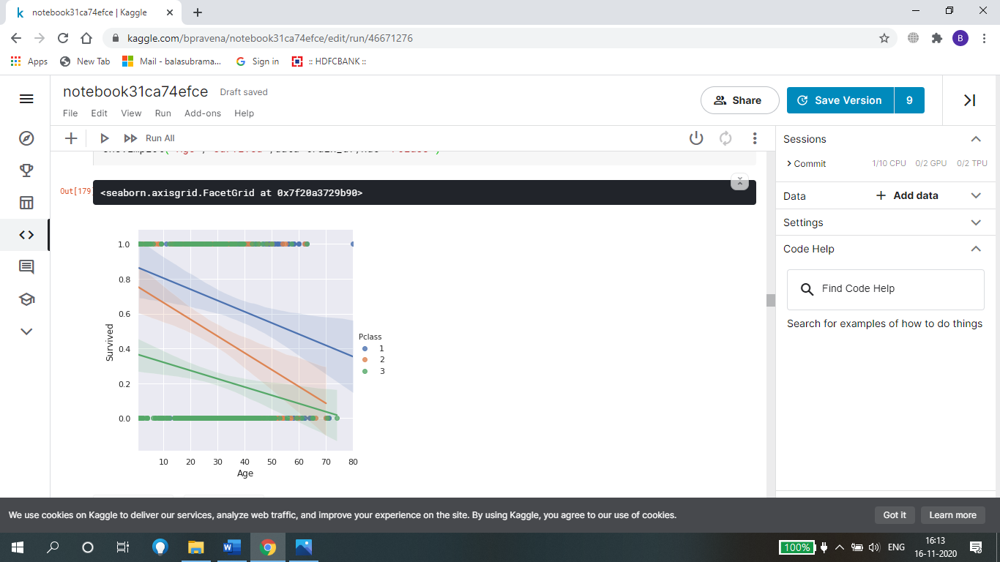 notebook31ca74efce | Kaggle
kaggle.com/bpravena/notebook31ca74efce/edit/run/46671276
B
Apps New Tab Mail - balasubrama... Sign in :: HDFCBANK ::
notebook31ca74efce Draft saved
File Edit View Run Add-ons Help
Share
Save Version 9
Run All
Sessions
Commit 1/10 CPU 0/2 GPU 0/2 TPU
Data + Add data
Settings
Code Help
Find Code Help
Search for examples of how to do things
Out[179]
<seaborn.axisgrid.FacetGrid at 0x7f20a3729b90>
1.0
0.8
0.6
0.4
0.2
0.0
Survived
10 20 30 40 50 60 70 80
Age
Pclass
1
2
3
We use cookies on Kaggle to deliver our services, analyze web traffic, and improve your experience on the site. By using Kaggle, you agree to our use of cookies.
Got it Learn more
100% ENG
16:13
16-11-2020